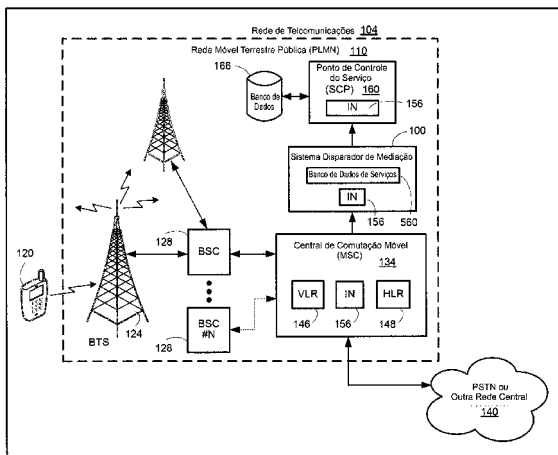 Rede de Telcomunicações 104
Rede Móvel Terrestre Pública (PLMN) 110
166
Banco de
Dados
Ponto de Controle
do Serviço
(SCP) 160
IN
156
100
Sistema Disparador de Mediação
Banco de Dados de Serviços
IN
156
560
120
128
BSC
Central de Comutação Móvel
(MSC)
134
VLR
IN
HLR
146
156
148
BTS
124
BSC
#N
128
PSTN ou
Outra Rede Central
140